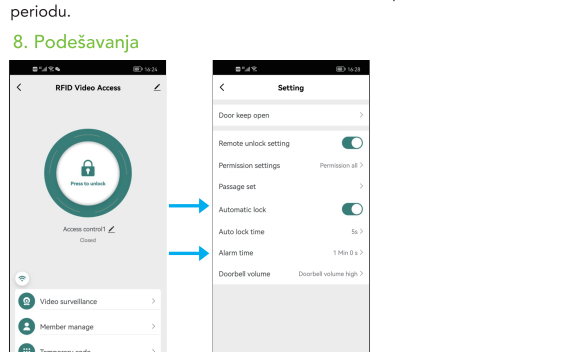 periodu.
8. Podešavanja
16:24
RFID Video Access
Press to unlock
Access control1
Closed
Video surveillance
Member manage
Temporary code
16:28
Setting
Door keep open
Remote unlock setting
Permission settings Permission all
Passage set
Automatic lock
Auto lock time 5s
Alarm time 1 Min 0 s
Doorbell volume Doorbell volume high